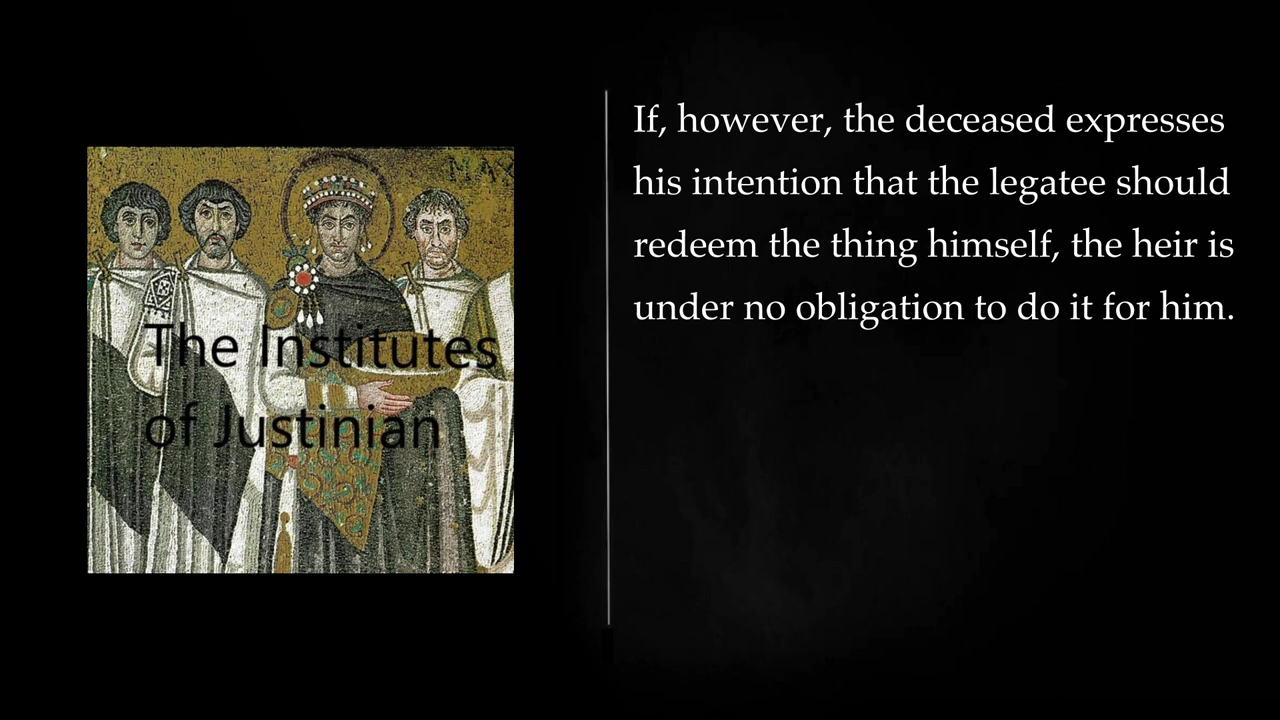 The Institutes
of Justinian
If, however, the deceased expresses
his intention that the legatee should
redeem the thing himself, the heir is
under no obligation to do it for him.